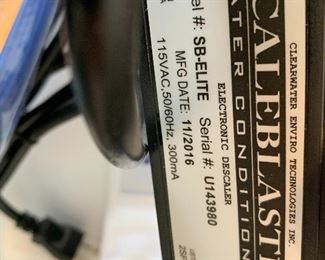 CLEARWATER ENVIRO TECHNOLOGIES INC.
CALEBLAST
TER CONDITION
ELECTRONIC DESCALER
el #: SB-ELITE Serial #: U143980
MFG DATE: 11/2016
115VAC,50/60Hz, 300mA